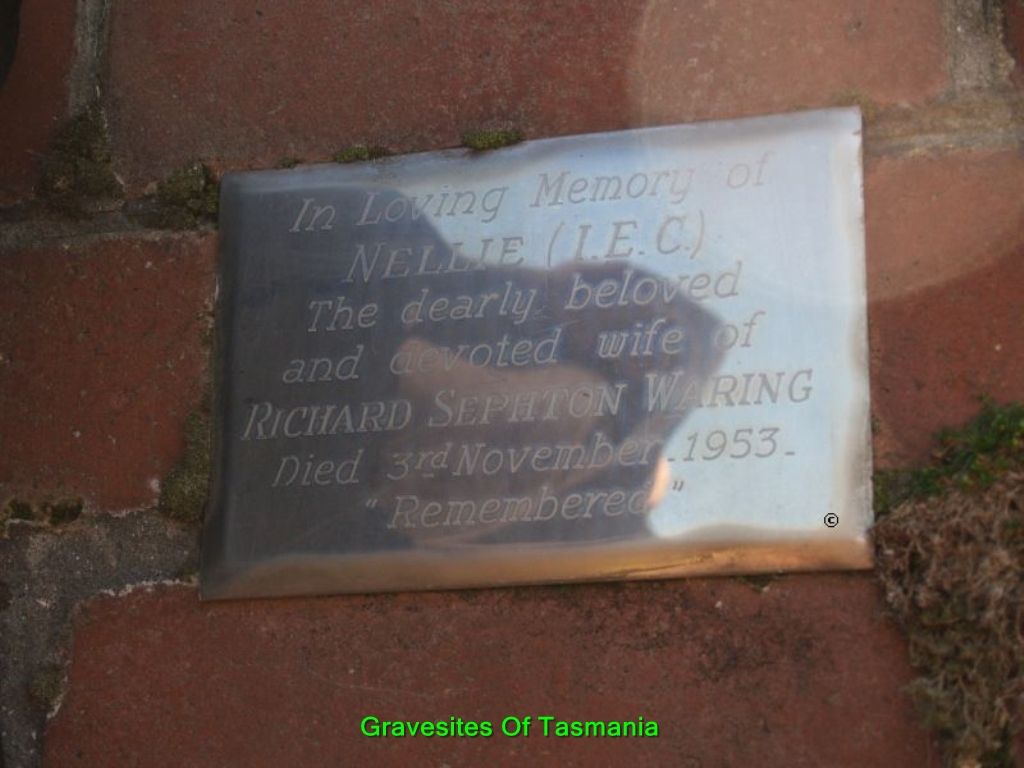 In Loving Memory of
NELLIE (I.E.C.)
The dearly beloved
and devoted wife of
RICHARD SEPHTON WARING
Died 3rd November 1953.
"Remembered"
©
Gravesites Of Tasmania